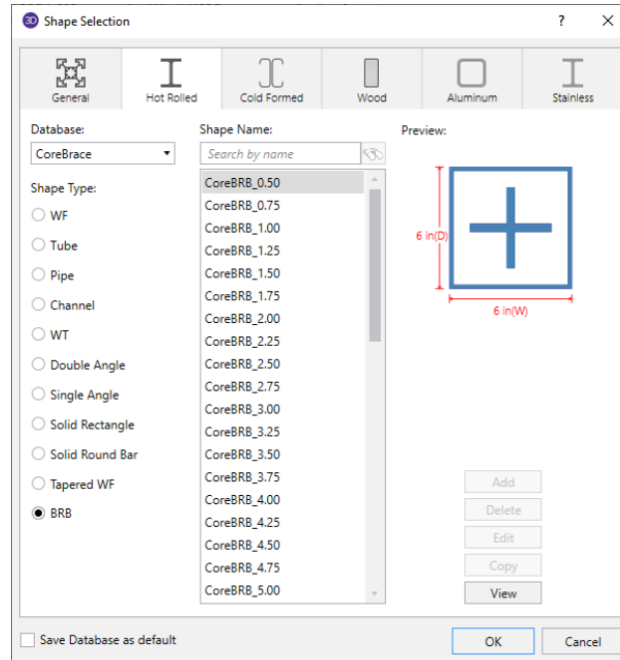 3D Shape Selection ? ×
General Hot Rolled Cold Formed Wood Aluminum Stainless
Database:
CoreBrace
Shape Type:
WF
Tube
Pipe
Channel
WT
Double Angle
Single Angle
Solid Rectangle
Solid Round Bar
Tapered WF
BRB
Shape Name:
Search by name
CoreBRB_0.50
CoreBRB_0.75
CoreBRB_1.00
CoreBRB_1.25
CoreBRB_1.50
CoreBRB_1.75
CoreBRB_2.00
CoreBRB_2.25
CoreBRB_2.50
CoreBRB_2.75
CoreBRB_3.00
CoreBRB_3.25
CoreBRB_3.50
CoreBRB_3.75
CoreBRB_4.00
CoreBRB_4.25
CoreBRB_4.50
CoreBRB_4.75
CoreBRB_5.00
Preview:
6 in(D)
6 in(W)
Add
Delete
Edit
Copy
View
Save Database as default
OK Cancel